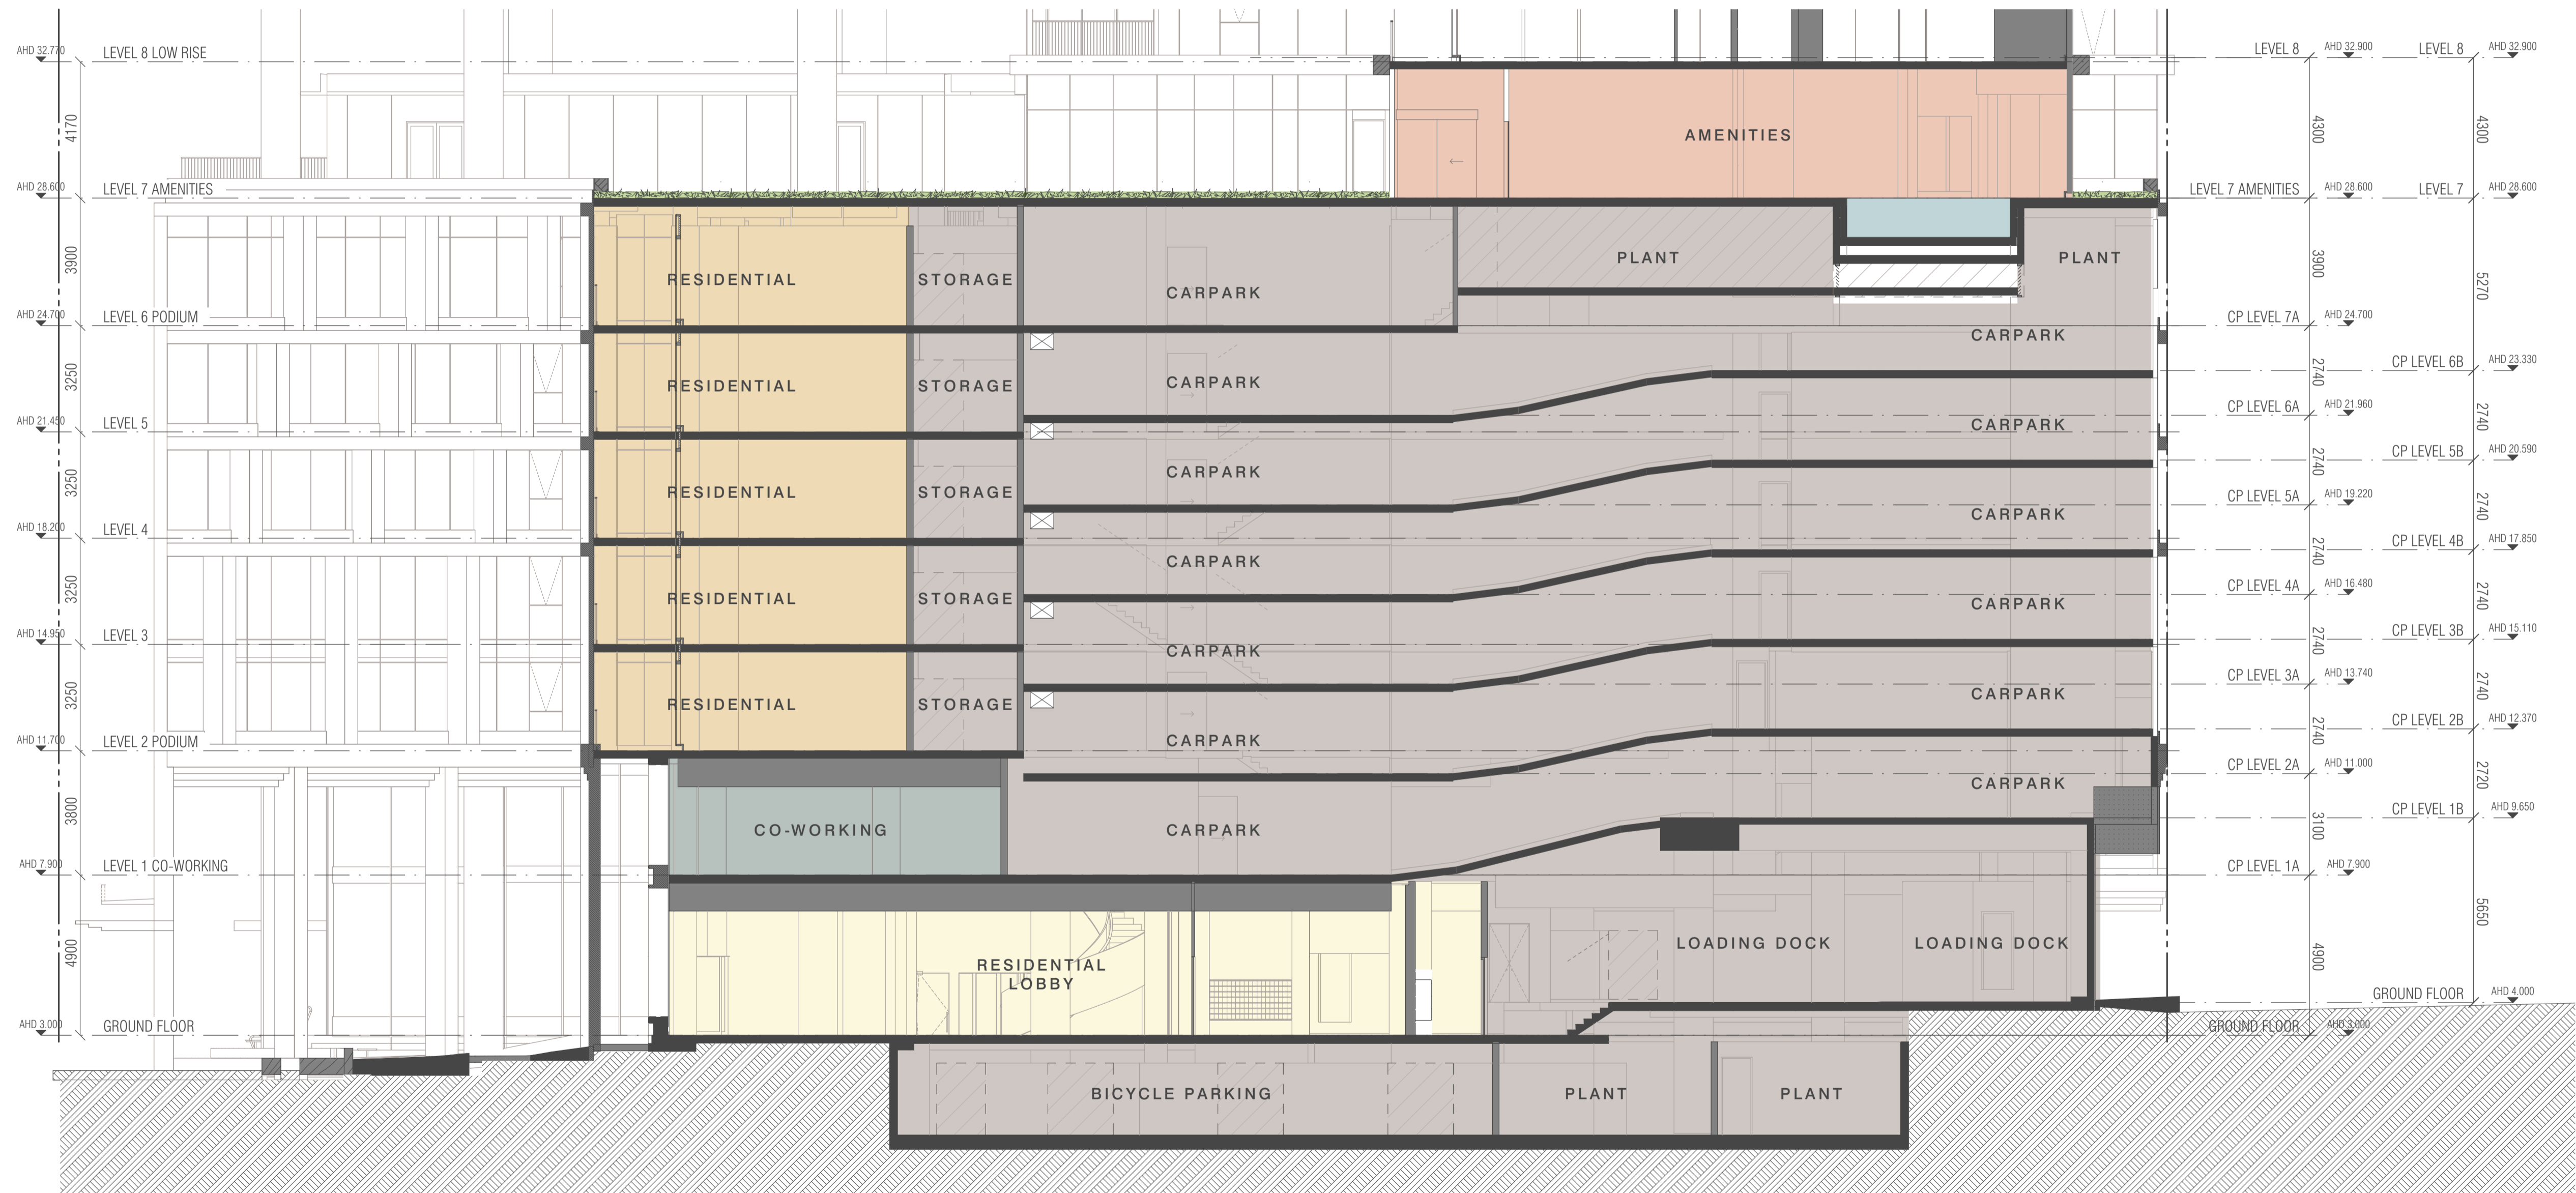 AHD 32.770
LEVEL 8 LOW RISE
4170
AHD 28.600
LEVEL 7 AMENITIES
3900
AHD 24.700
LEVEL 6 PODIUM
3250
AHD 21.450
LEVEL 5
3250
AHD 18.200
LEVEL 4
3250
AHD 14.950
LEVEL 3
3250
AHD 11.700
LEVEL 2 PODIUM
3800
AHD 7.900
LEVEL 1 CO-WORKING
4900
AHD 3.000
GROUND FLOOR
AMENITIES
RESIDENTIAL
STORAGE
CARPARK
PLANT
PLANT
CARPARK
RESIDENTIAL
STORAGE
CARPARK
CARPARK
RESIDENTIAL
STORAGE
CARPARK
CARPARK
RESIDENTIAL
STORAGE
CARPARK
CARPARK
RESIDENTIAL
STORAGE
CARPARK
CARPARK
CARPARK
CARPARK
CO-WORKING
CARPARK
RESIDENTIAL
LOBBY
LOADING DOCK
LOADING DOCK
BICYCLE PARKING
PLANT
PLANT
LEVEL 8
AHD 32.900
4300
LEVEL 7 AMENITIES
AHD 28.600
3900
CP LEVEL 7A
AHD 24.700
2740
CP LEVEL 6A
AHD 21.960
2740
CP LEVEL 5A
AHD 19.220
2740
CP LEVEL 4A
AHD 16.480
2740
CP LEVEL 3A
AHD 13.740
2740
CP LEVEL 2A
AHD 11.000
3100
CP LEVEL 1A
AHD 7.900
4900
GROUND FLOOR
AHD 3.000
LEVEL 8
AHD 32.900
4300
LEVEL 7
AHD 28.600
5270
CP LEVEL 6B
AHD 23.330
2740
CP LEVEL 5B
AHD 20.590
2740
CP LEVEL 4B
AHD 17.850
2740
CP LEVEL 3B
AHD 15.110
2740
CP LEVEL 2B
AHD 12.370
2720
CP LEVEL 1B
AHD 9.650
5650
GROUND FLOOR
AHD 4.000